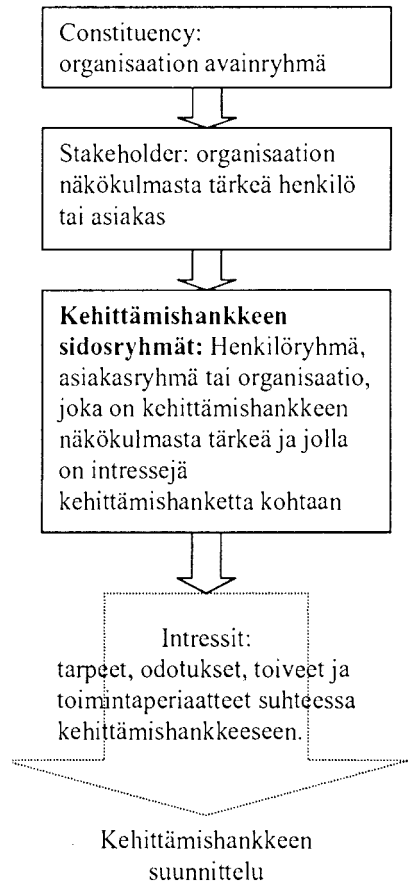 Constituency:
organisaation avainryhmä
Stakeholder: organisaation
näkökulmasta tärkeä henkilö
tai asiakas
Kehittämishankkeen
sidosryhmät: Henkilöryhmä,
asiakasryhmä tai organisaatio,
joka on kehittämishankkeen
näkökulmasta tärkeä ja jolla
on intressejä
kehittämishanketta kohtaan
Intressit:
tarpeet, odotukset, toiveet ja
toimintaperiaatteet suhteessa
kehittämishankkeeseen.
Kehittämishankkeen
suunnittelu